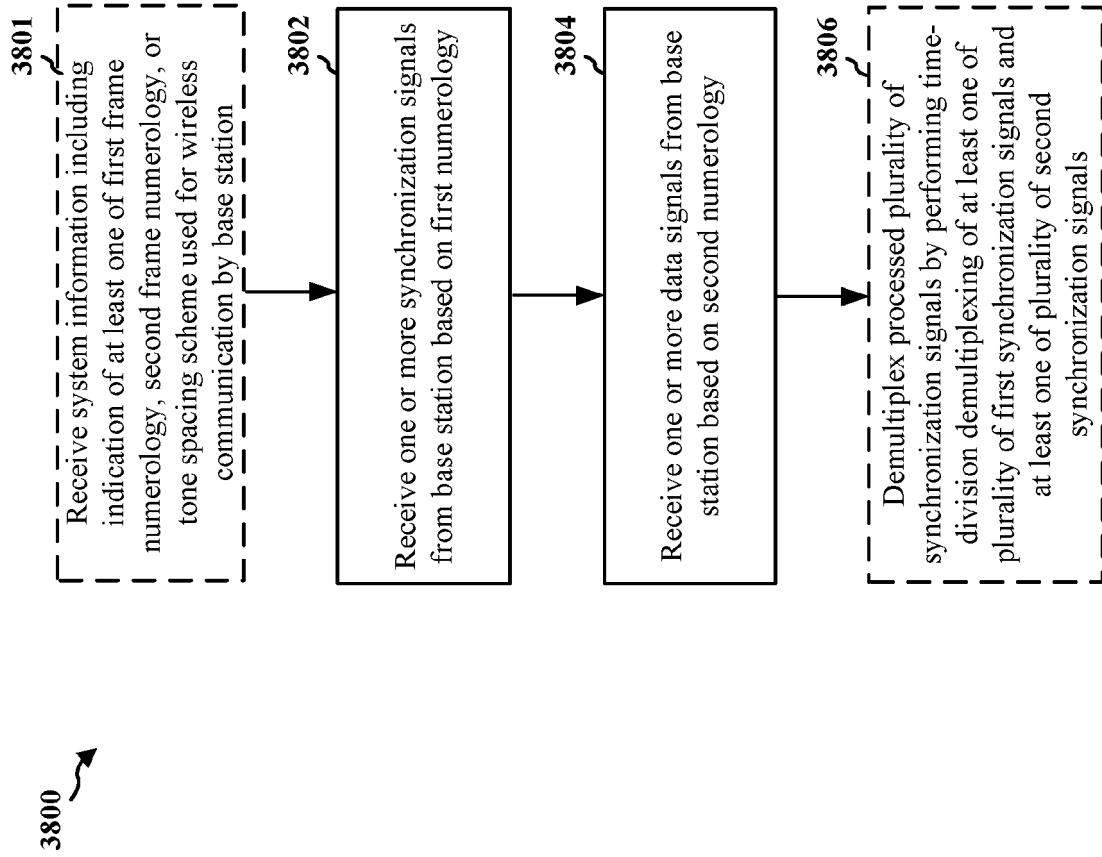 3800
3801
Receive system information including
indication of at least one of first frame
numerology, second frame numerology, or
tone spacing scheme used for wireless
communication by base station
3802
Receive one or more synchronization signals
from base station based on first numerology
3804
Receive one or more data signals from base
station based on second numerology
3806
Demultiplex processed plurality of
synchronization signals by performing time-
division demultiplexing of at least one of
plurality of first synchronization signals and
at least one of plurality of second
synchronization signals